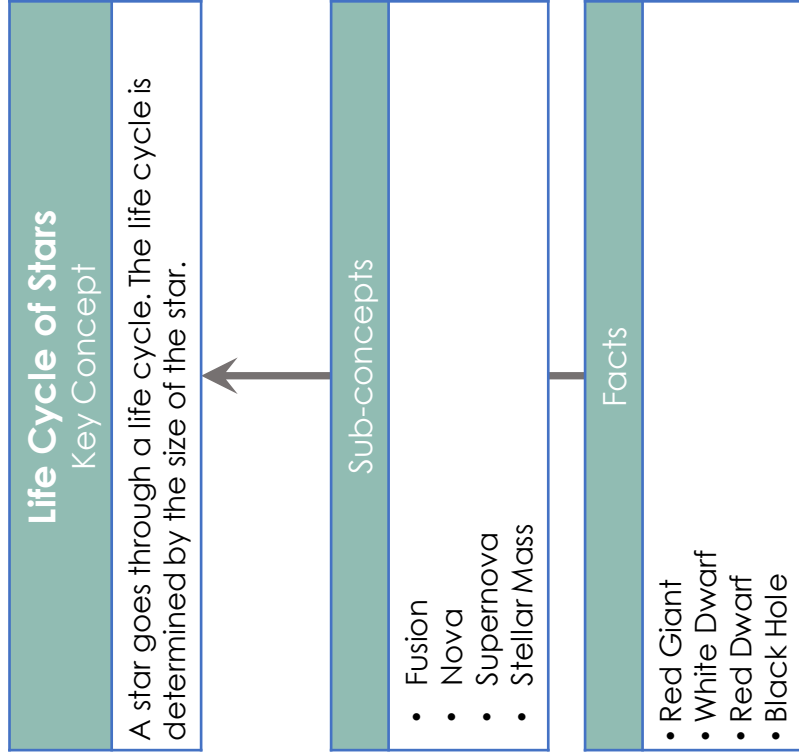 Life Cycle of Stars
Key Concept
A star goes through a life cycle. The life cycle is
determined by the size of the star.
Sub-concepts
• Fusion
• Nova
• Supernova
• Stellar Mass
Facts
• Red Giant
• White Dwarf
• Red Dwarf
• Black Hole